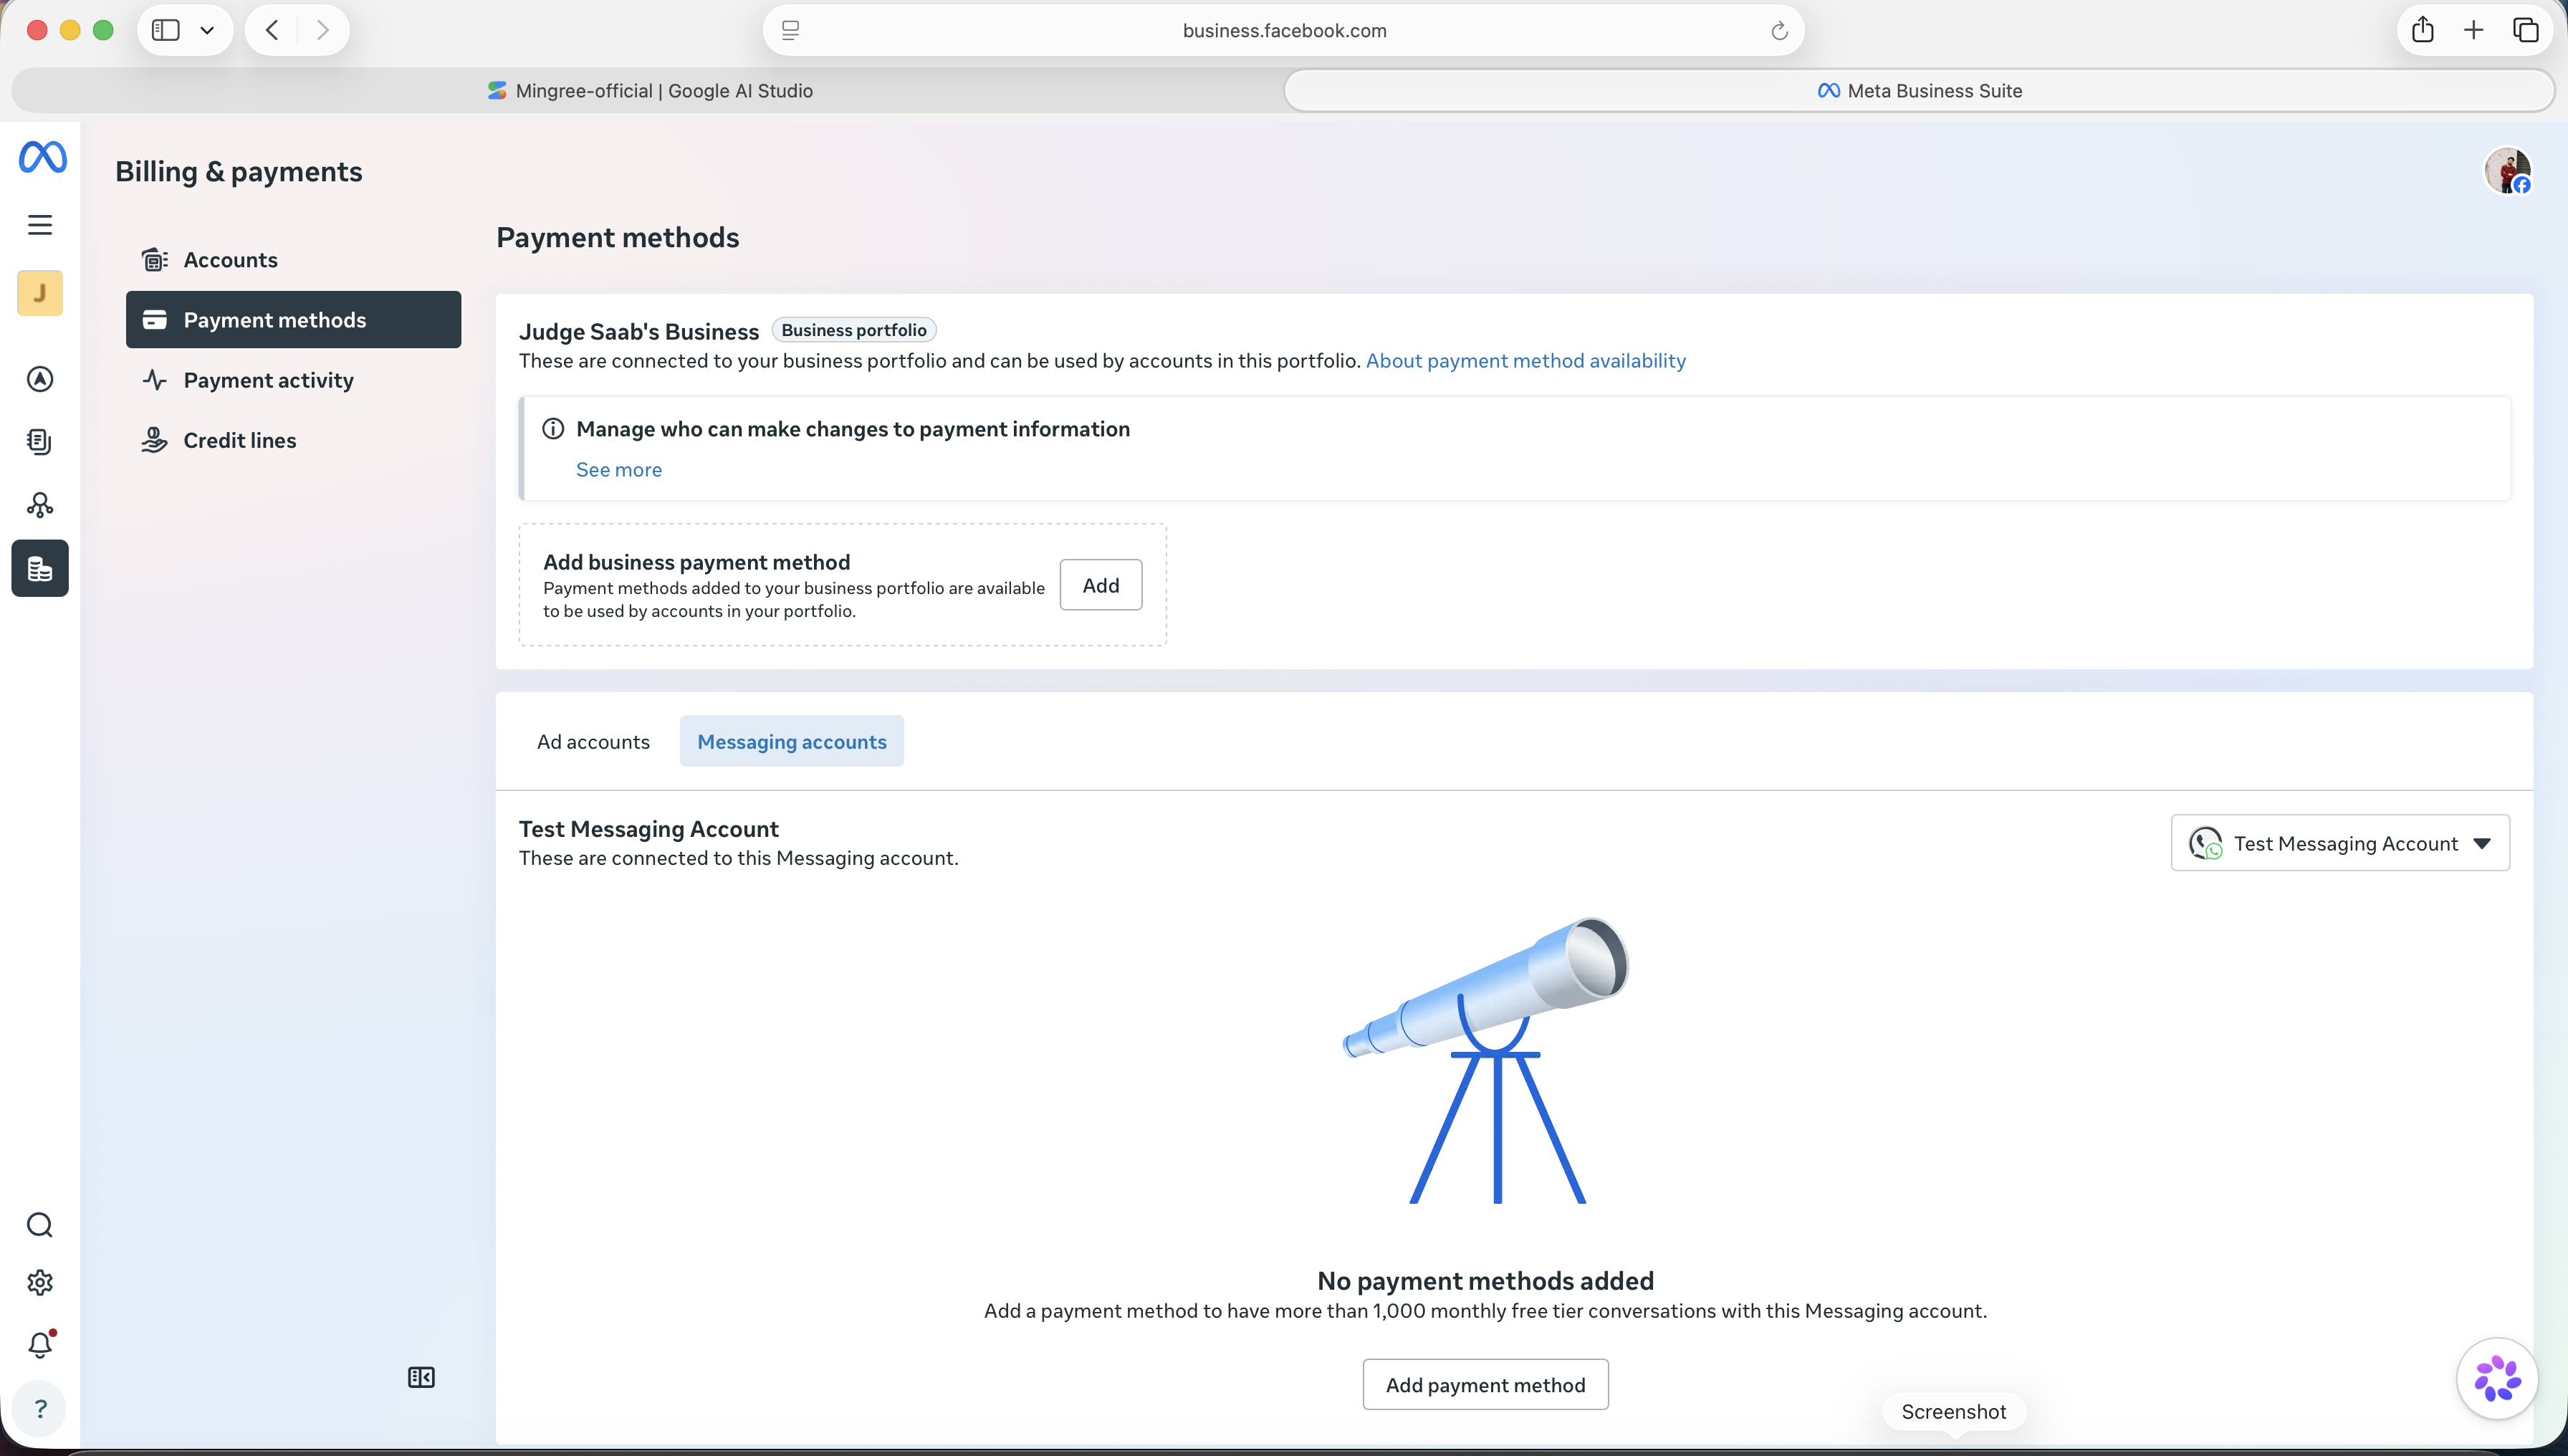 business.facebook.com
Mingree-official | Google AI Studio
Meta Business Suite
Billing & payments
J
Accounts
Payment methods
Payment activity
Credit lines
Payment methods
Judge Saab's Business
Business portfolio
These are connected to your business portfolio and can be used by accounts in this portfolio. About payment method availability
Manage who can make changes to payment information
See more
Add business payment method
Payment methods added to your business portfolio are available
to be used by accounts in your portfolio.
Add
Ad accounts
Messaging accounts
Test Messaging Account
These are connected to this Messaging account.
Test Messaging Account
No payment methods added
Add a payment method to have more than 1,000 monthly free tier conversations with this Messaging account.
Add payment method
Screenshot
?